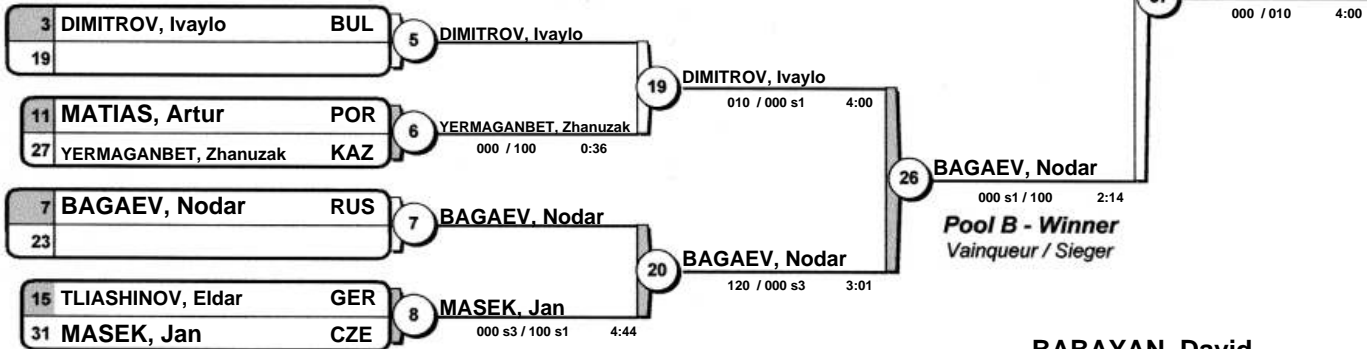 000 / 010 4:00
3 DIMITROV, Ivaylo BUL
19
5
DIMITROV, Ivaylo
11 MATIAS, Artur POR
27 YERMAGANBET, Zhanuzak KAZ
6
YERMAGANBET, Zhanuzak
000 / 100 0:36
19
DIMITROV, Ivaylo
010 / 000 s1 4:00
7 BAGAEV, Nodar RUS
23
7
BAGAEV, Nodar
15 TLIASHINOV, Eldar GER
31 MASEK, Jan CZE
8
MASEK, Jan
000 s3 / 100 s1 4:44
20
BAGAEV, Nodar
120 / 000 s3 3:01
26
BAGAEV, Nodar
000 s1 / 100 2:14
Pool B - Winner
Vainqueur / Sieger
BABAYAN, David